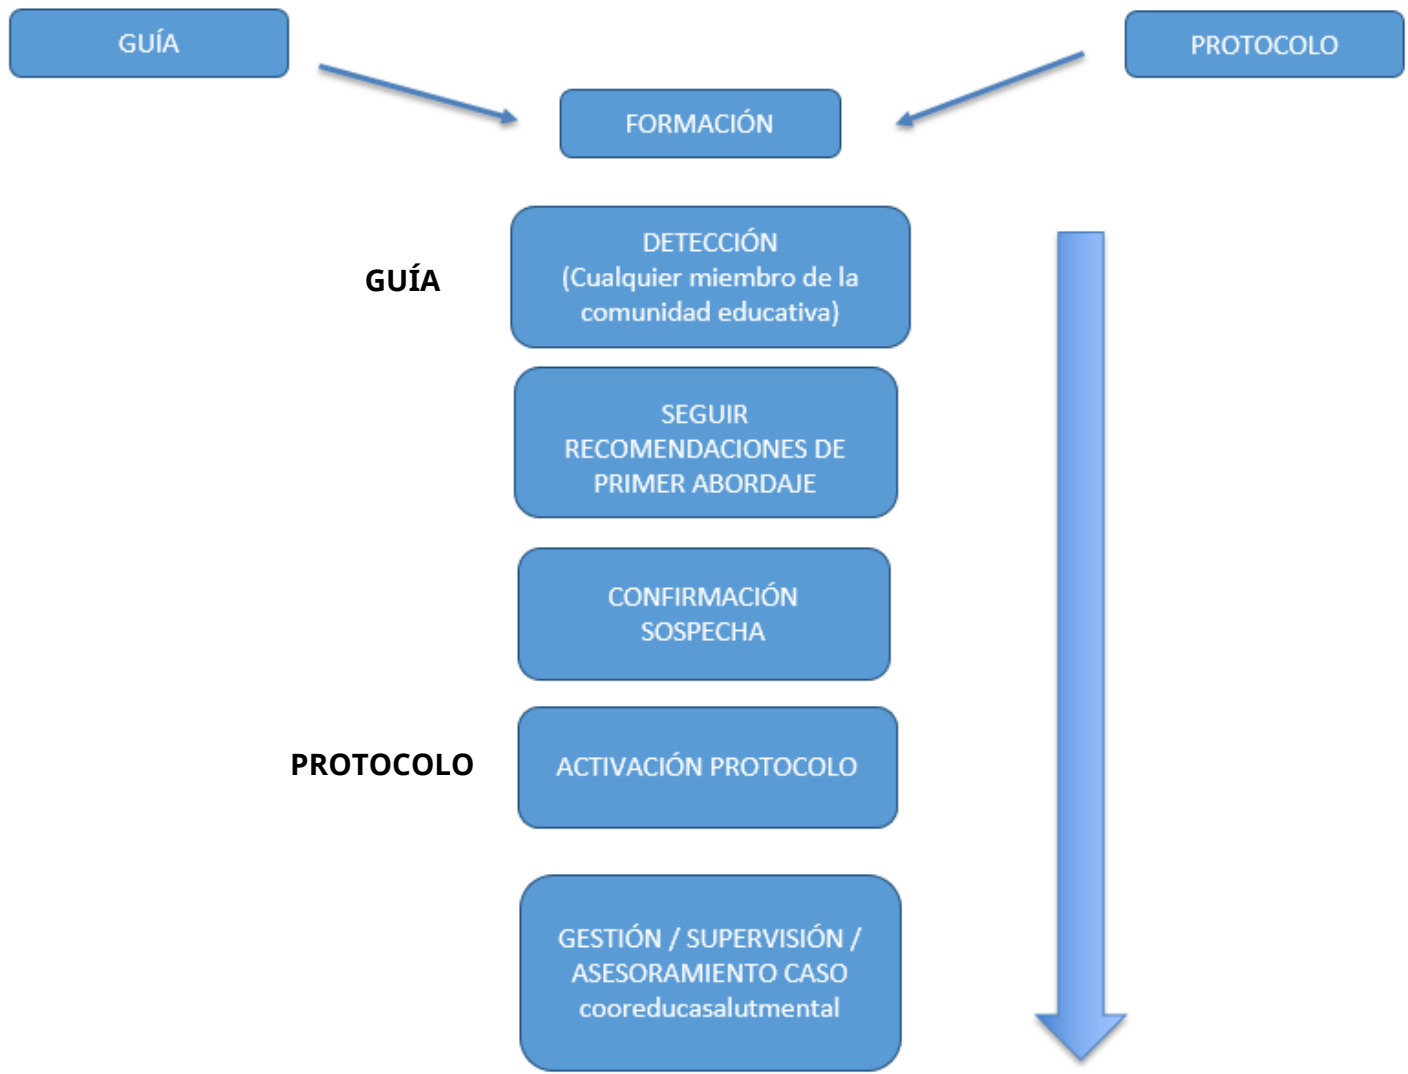 GUÍA
PROTOCOLO
FORMACIÓN
GUÍA
DETECCIÓN
(Cualquier miembro de la
comunidad educativa)
SEGUIR
RECOMENDACIONES DE
PRIMER ABORDAJE
CONFIRMACIÓN
SOSPECHA
PROTOCOLO
ACTIVACIÓN PROTOCOLO
GESTIÓN / SUPERVISIÓN /
ASESORAMIENTO CASO
cooreducasalutmental